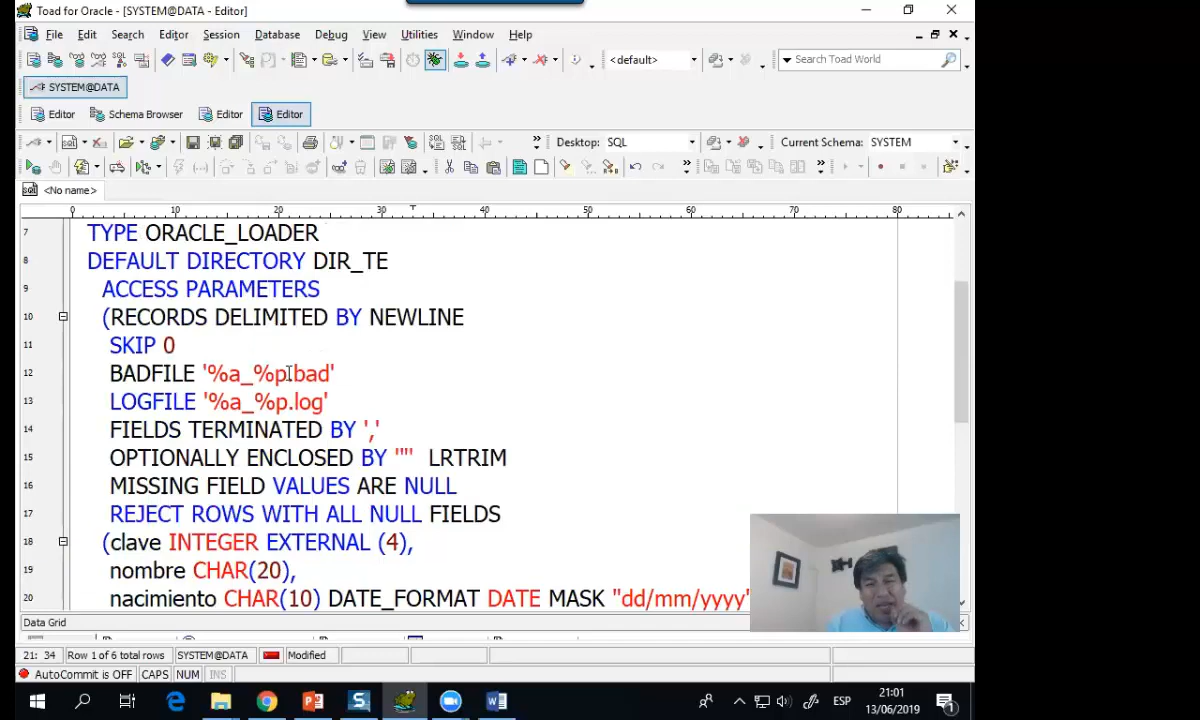 Toad for Oracle - [SYSTEM@DATA - Editor]
File Edit Search Editor Session Database Debug View Utilities Window Help
<default> Search Toad World
SYSTEM@DATA
Editor Schema Browser Editor Editor
Desktop: SQL Current Schema: SYSTEM
<No name>
0 10 20 30 40 50 60 70 80
7 TYPE ORACLE_LOADER
8 DEFAULT DIRECTORY DIR_TE
9 ACCESS PARAMETERS
10 (RECORDS DELIMITED BY NEWLINE
11 SKIP 0
12 BADFILE '%a_%p.bad'
13 LOGFILE '%a_%p.log'
14 FIELDS TERMINATED BY ','
15 OPTIONALLY ENCLOSED BY '"' LRTRIM
16 MISSING FIELD VALUES ARE NULL
17 REJECT ROWS WITH ALL NULL FIELDS
18 (clave INTEGER EXTERNAL (4),
19 nombre CHAR(20),
20 nacimiento CHAR(10) DATE_FORMAT DATE MASK "dd/mm/yyyy"
Data Grid
21: 34 Row 1 of 6 total rows SYSTEM@DATA Modified
AutoCommit is OFF CAPS NUM INS
ESP
21:01
13/06/2019